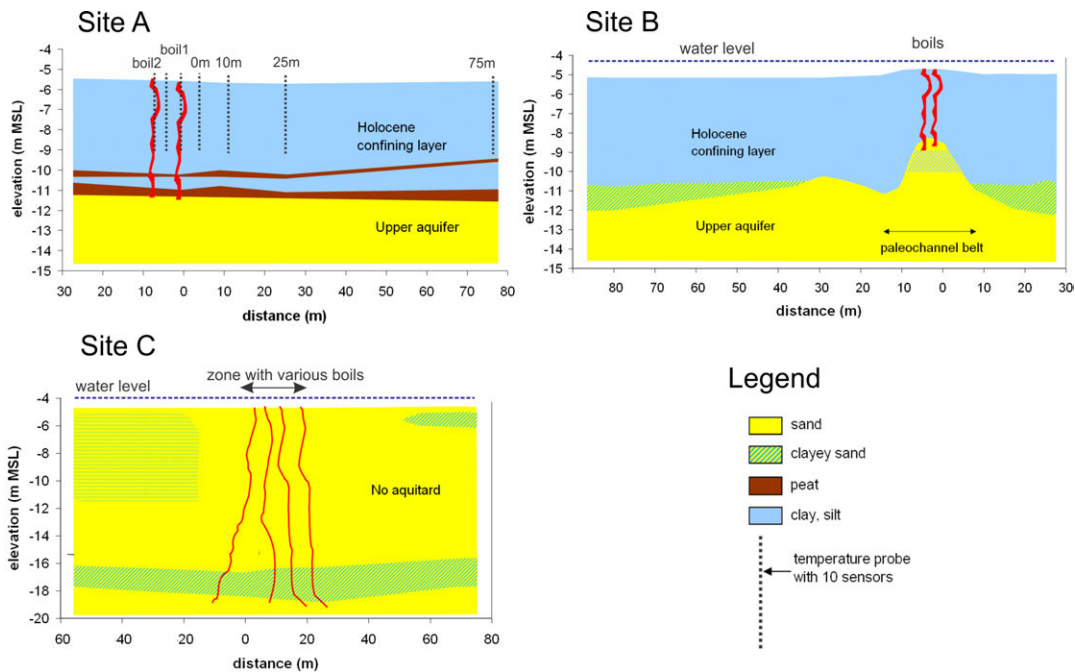 Site A
boil1
boil2 0m 10m 25m 75m
-4
-5
-6
-7
-8
-9
-10
-11
-12
-13
-14
-15
elevation (m MSL)
Holocene
confining layer
Upper aquifer
30 20 10 0 10 20 30 40 50 60 70 80
distance (m)
Site B
water level boils
-4
-5
-6
-7
-8
-9
-10
-11
-12
-13
-14
-15
elevation (m MSL)
Holocene
confining layer
Upper aquifer
paleochannel belt
80 70 60 50 40 30 20 10 0 10 20 30
distance (m)
Site C
water level
zone with various boils
-4
-6
-8
-10
-12
-14
-16
-18
-20
elevation (m MSL)
No aquitard
60 40 20 0 20 40 60 80
distance (m)
Legend
sand
clayey sand
peat
clay, silt
temperature probe
with 10 sensors